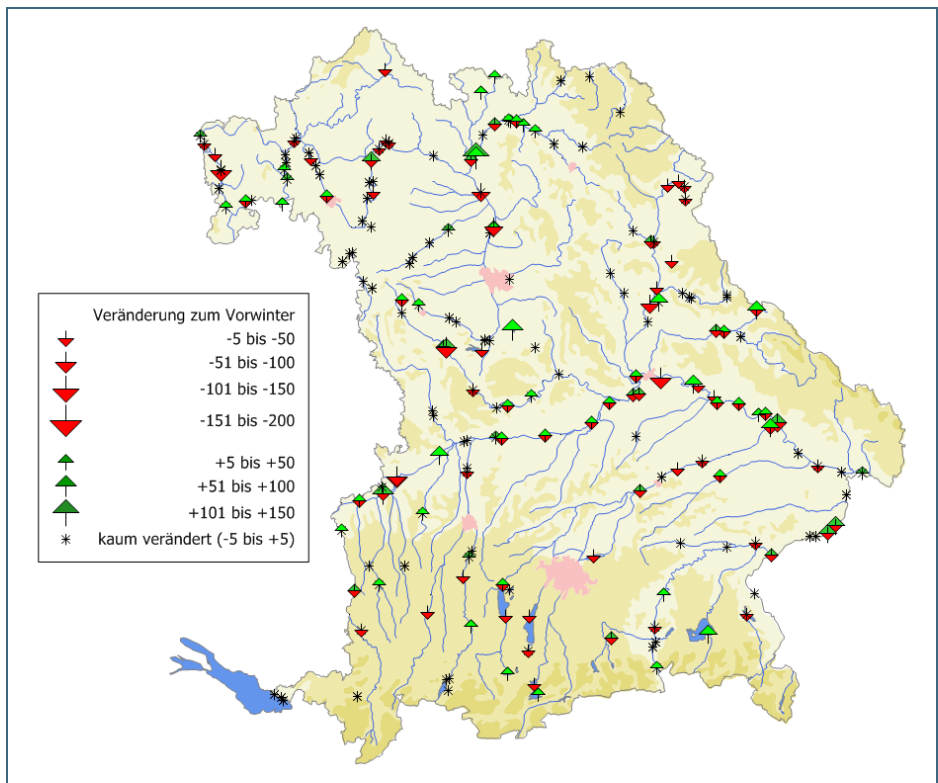 Veränderung zum Vorwinter
-5 bis -50
-51 bis -100
-101 bis -150
-151 bis -200
+5 bis +50
+51 bis +100
+101 bis +150
kaum verändert (-5 bis +5)